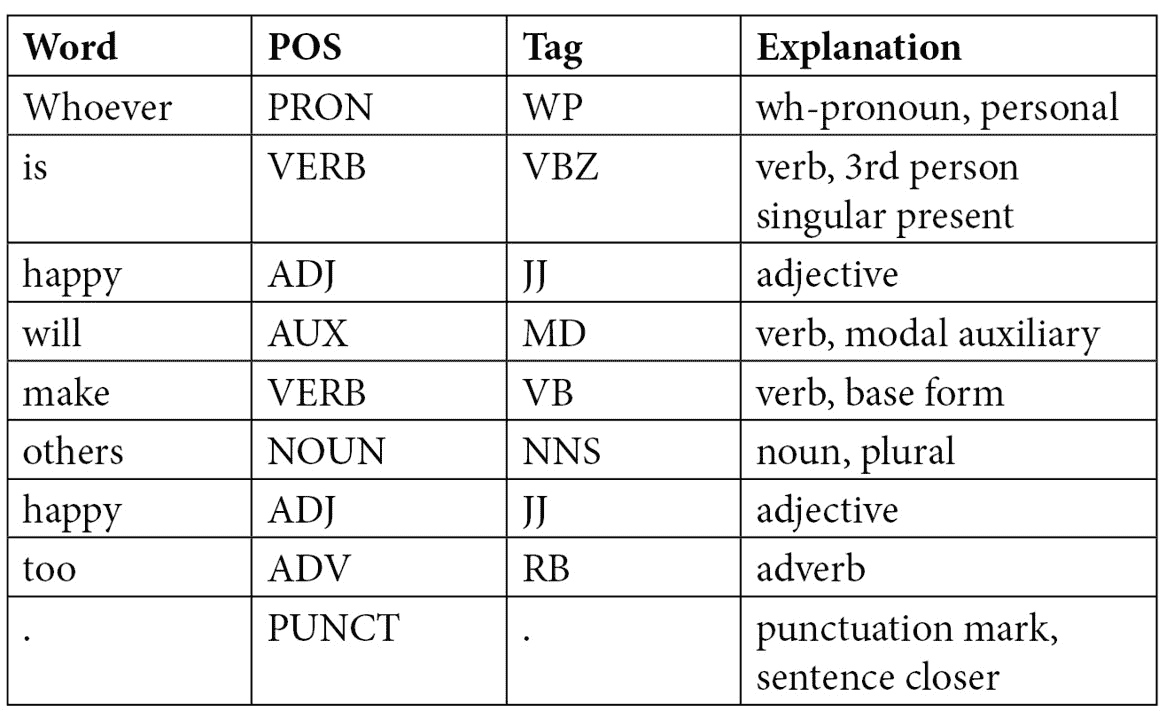 Word POS Tag Explanation
Whoever PRON WP wh-pronoun, personal
is VERB VBZ verb, 3rd person
singular present
happy ADJ JJ adjective
will AUX MD verb, modal auxiliary
make VERB VB verb, base form
others NOUN NNS noun, plural
happy ADJ JJ adjective
too ADV RB adverb
. PUNCT . punctuation mark,
sentence closer